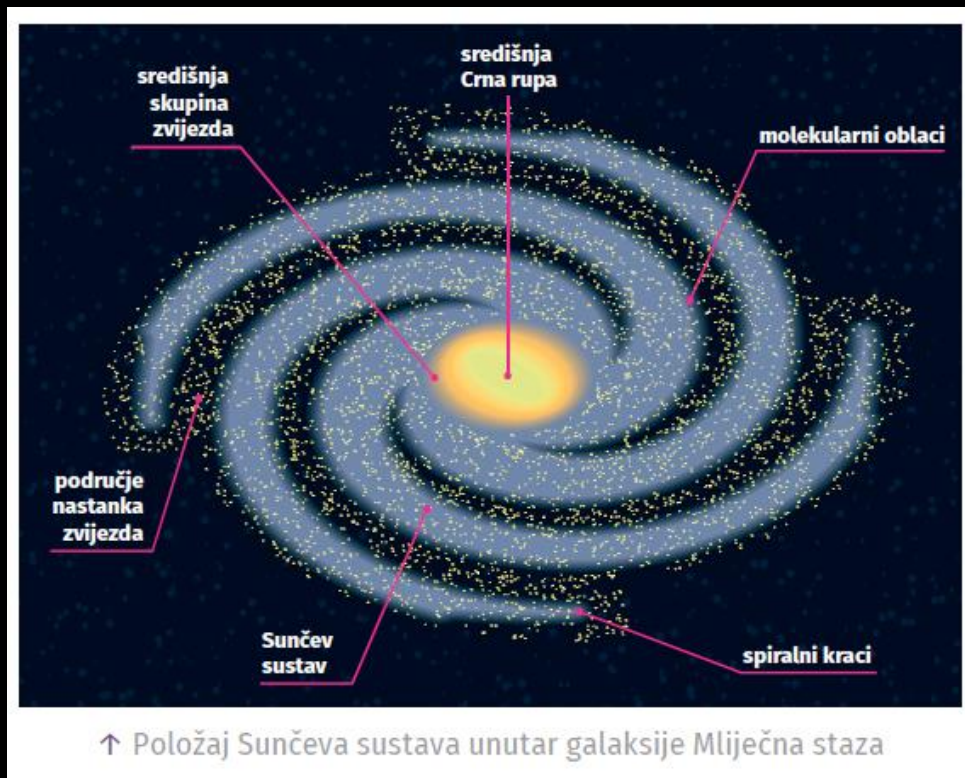 središnja
Crna rupa
središnja
skupina
zvijezda
molekularni oblaci
područje
nastanka
zvijezda
Sunčev
sustav
spiralni kraci
↑ Položaj Sunčeva sustava unutar galaksije Mliječna staza